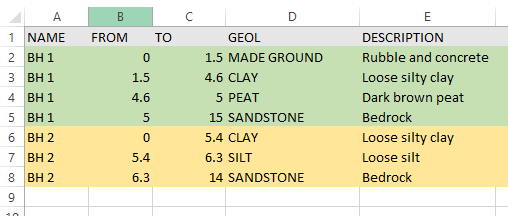 A B C D E
1 NAME FROM TO GEOL DESCRIPTION
2 BH 1 0 1.5 MADE GROUND Rubble and concrete
3 BH 1 1.5 4.6 CLAY Loose silty clay
4 BH 1 4.6 5 PEAT Dark brown peat
5 BH 1 5 15 SANDSTONE Bedrock
6 BH 2 0 5.4 CLAY Loose silty clay
7 BH 2 5.4 6.3 SILT Loose silt
8 BH 2 6.3 14 SANDSTONE Bedrock
9